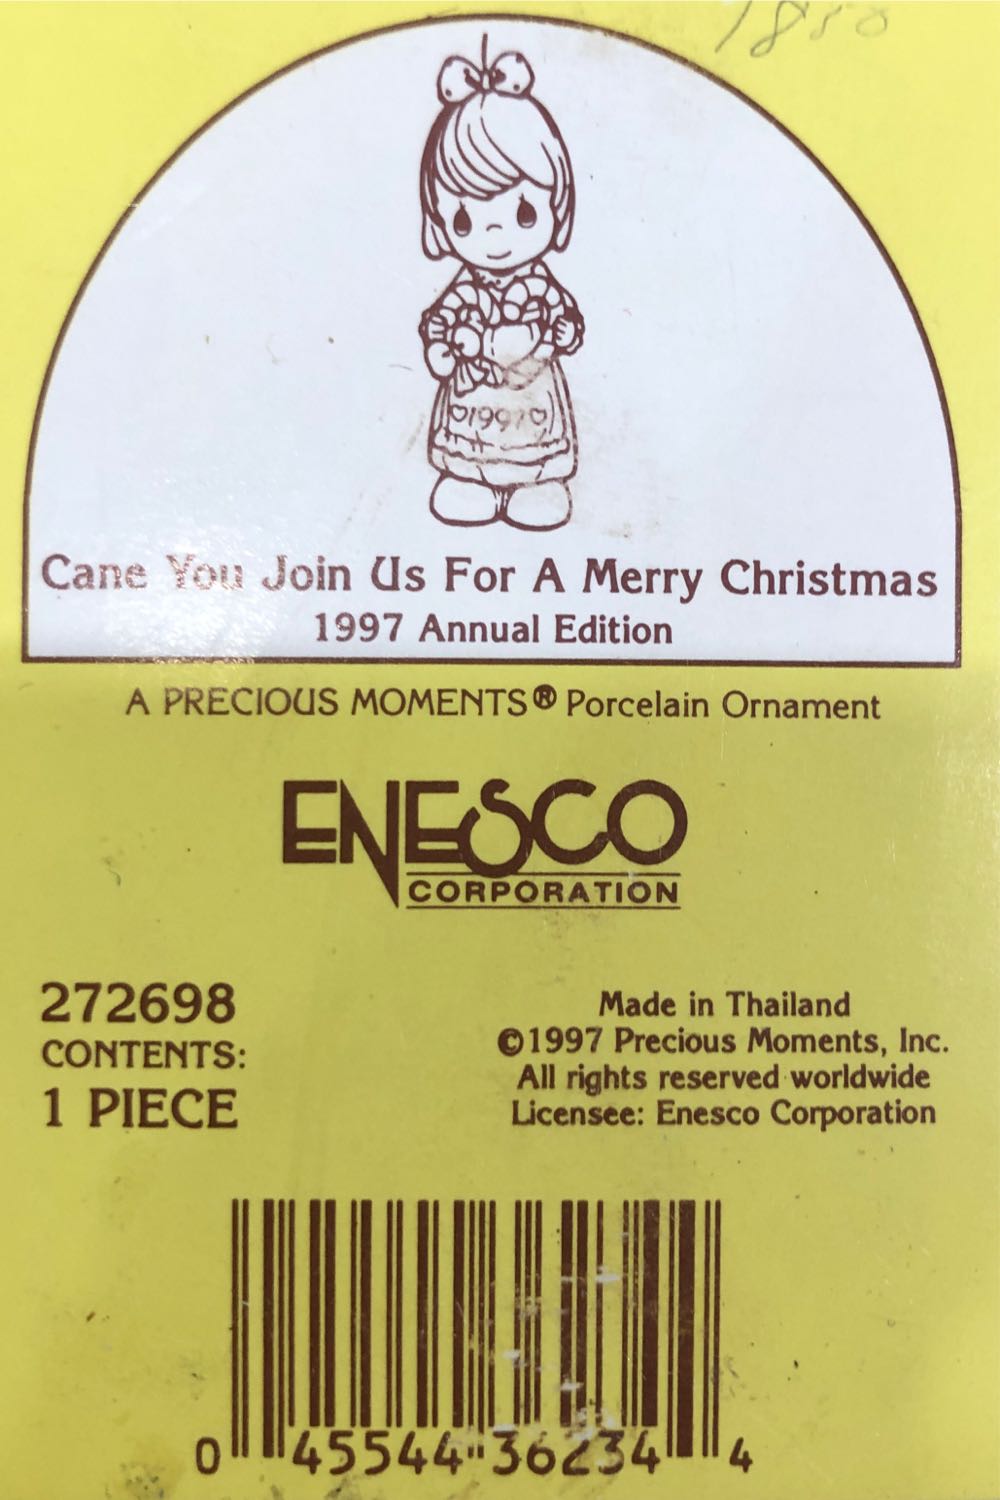 1850
1997
Cane You Join Us For A Merry Christmas
1997 Annual Edition
A PRECIOUS MOMENTS® Porcelain Ornament
ENESCO
CORPORATION
272698
CONTENTS:
1 PIECE
Made in Thailand
©1997 Precious Moments, Inc.
All rights reserved worldwide
Licensee: Enesco Corporation
0 45544 36234 4